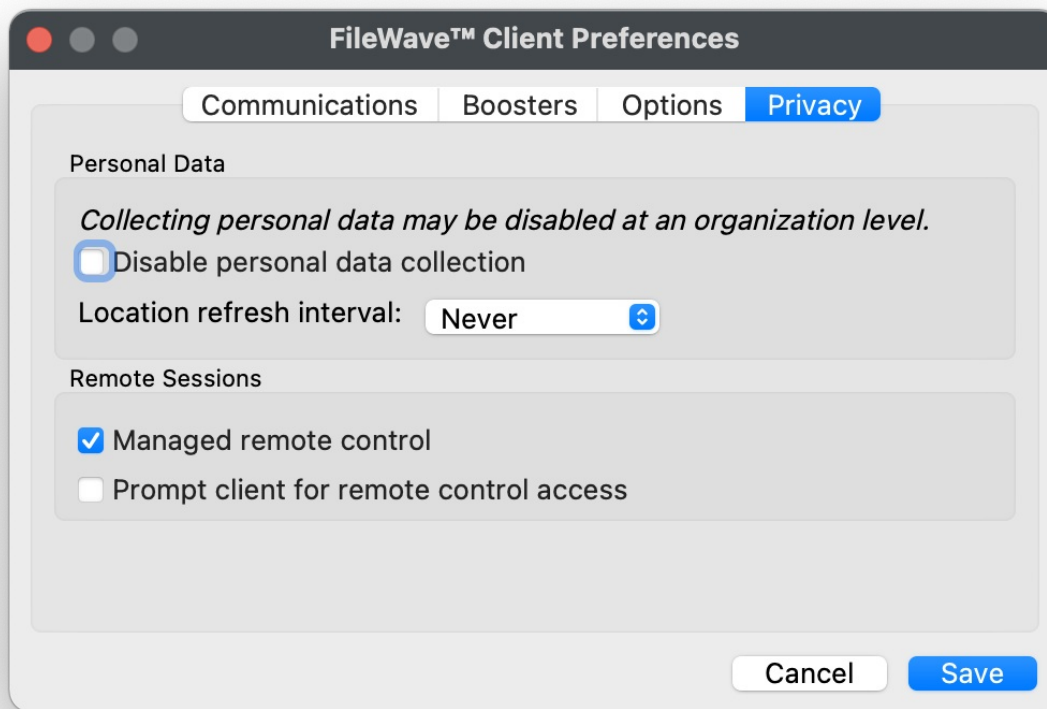 FileWave™ Client Preferences
Communications Boosters Options Privacy
Personal Data
Collecting personal data may be disabled at an organization level.
Disable personal data collection
Location refresh interval: Never
Remote Sessions
Managed remote control
Prompt client for remote control access
Cancel Save